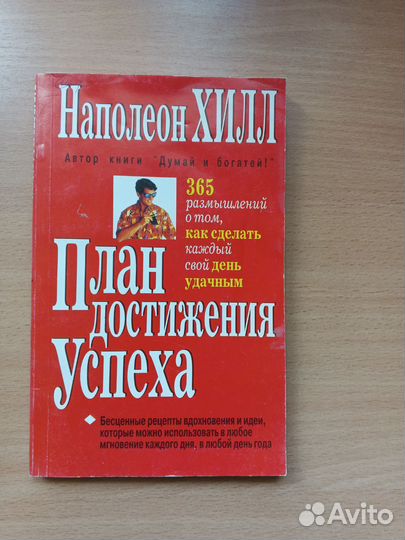 Наполеон ХИЛЛ
Автор книги "Думай и богатей!"
365
размышлений
о том,
как сделать
каждый
свой день
удачным
План
достижения
Успеха
Бесценные рецепты вдохновения и идеи,
которые можно использовать в любое
мгновение каждого дня, в любой день года
Avito